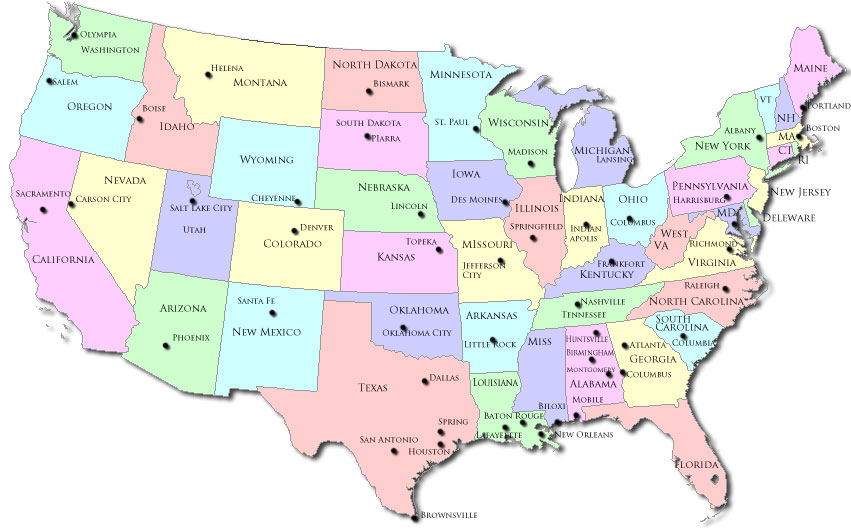 Olympia
Washington
Salem
Oregon
Boise
Idaho
Helena
Montana
North Dakota
Bismark
South Dakota
Piarra
Minnesota
St. Paul
Wisconsin
Madison
Michigan
Lansing
Maine
Portland
VT
NH
Albany
New York
MA
Boston
CT
RI
Wyoming
Cheyenne
Nebraska
Lincoln
Iowa
Des Moines
Illinois
Springfield
Indiana
Indian
apolis
Ohio
Columbus
Pennsylvania
Harrisburg
New Jersey
MD
Deleware
West
VA
Richmond
Virginia
Sacramento
California
Nevada
Carson City
Salt Lake City
Utah
Denver
Colorado
Topeka
Kansas
Missouri
Jefferson
City
Frankfort
Kentucky
Raleigh
North Carolina
Nashville
Tennessee
South
Carolina
Columbia
Arizona
Phoenix
Santa Fe
New Mexico
Oklahoma
Oklahoma City
Arkansas
Little Rock
Miss
Huntsville
Birmingham
Montgomery
Alabama
Mobile
Atlanta
Georgia
Columbus
Texas
Dallas
Louisiana
Baton Rouge
Biloxi
Lafayette
New Orleans
Spring
San Antonio
Houston
Brownsville
Florida